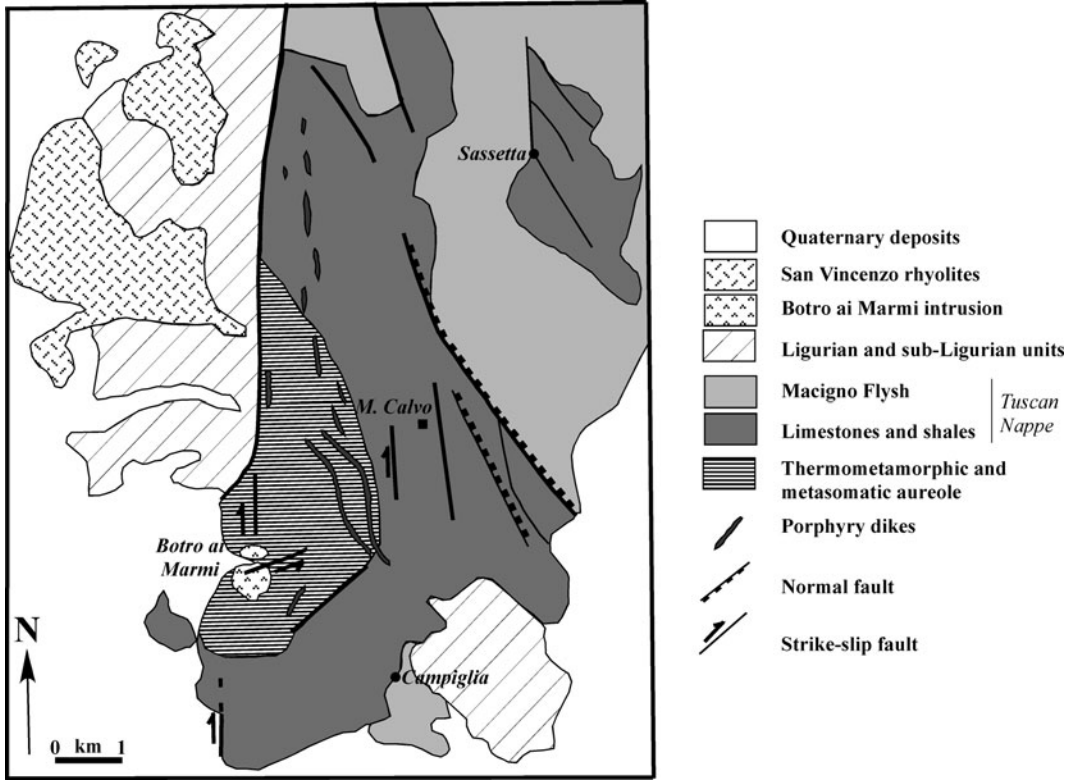 Sassetta
M. Calvo
Botro ai
Marmi
Campiglia
N
0 km 1
Quaternary deposits
San Vincenzo rhyolites
Botro ai Marmi intrusion
Ligurian and sub-Ligurian units
Macigno Flysh
Limestones and shales
Tuscan
Nappe
Thermometamorphic and
metasomatic aureole
Porphyry dikes
Normal fault
Strike-slip fault